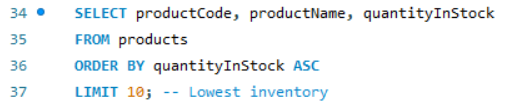 34 SELECT productCode, productName, quantityInStock
35 FROM products
36 ORDER BY quantityInStock ASC
37 LIMIT 10; -- Lowest inventory